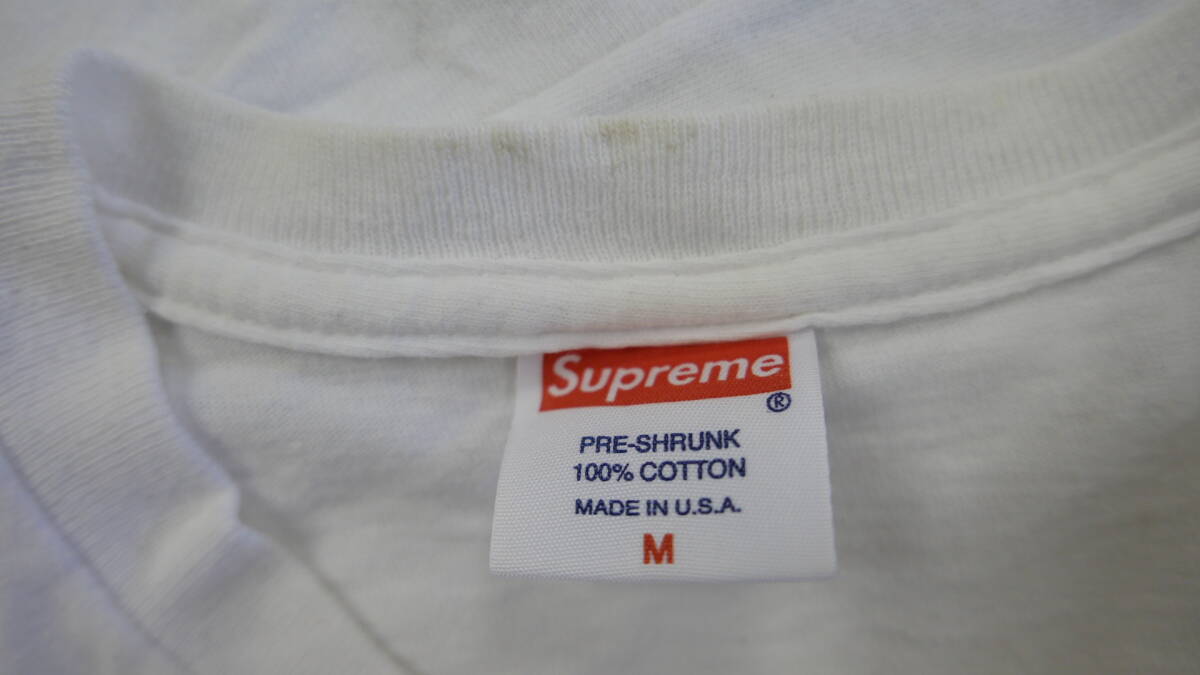 Supreme
®
PRE-SHRUNK
100% COTTON
MADE IN U.S.A.
M